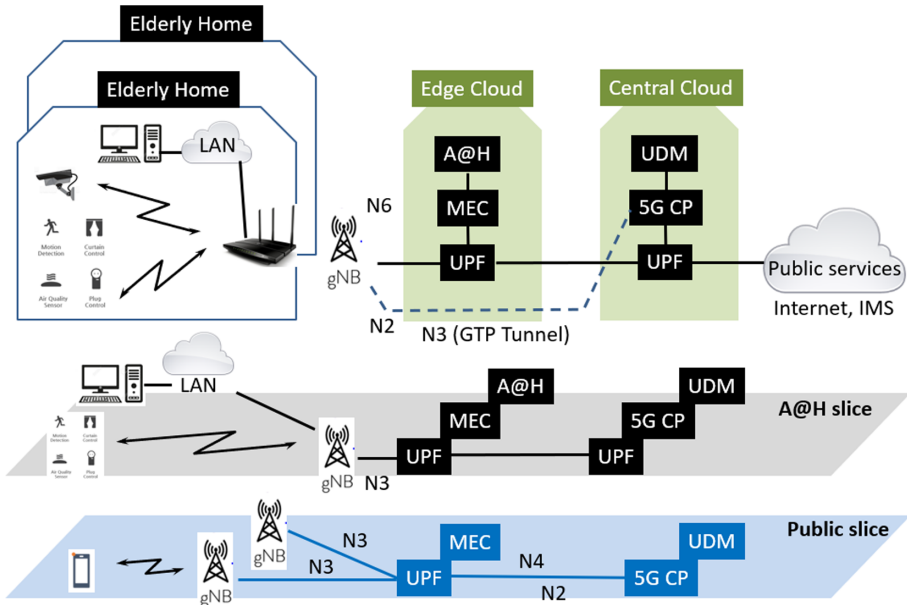 Elderly Home
Elderly Home
LAN
Motion
Detection
Curtain
Control
Air Quality
Sensor
Plug
Control
gNB
N6
N2
N3 (GTP Tunnel)
Edge Cloud
A@H
MEC
UPF
Central Cloud
UDM
5G CP
UPF
Public services
Internet, IMS
LAN
Motion
Detection
Curtain
Control
Air Quality
Sensor
Plug
Control
gNB
N3
UPF
MEC
A@H
UPF
5G CP
UDM
A@H slice
gNB
gNB
N3
N3
UPF
MEC
N4
N2
5G CP
UDM
Public slice